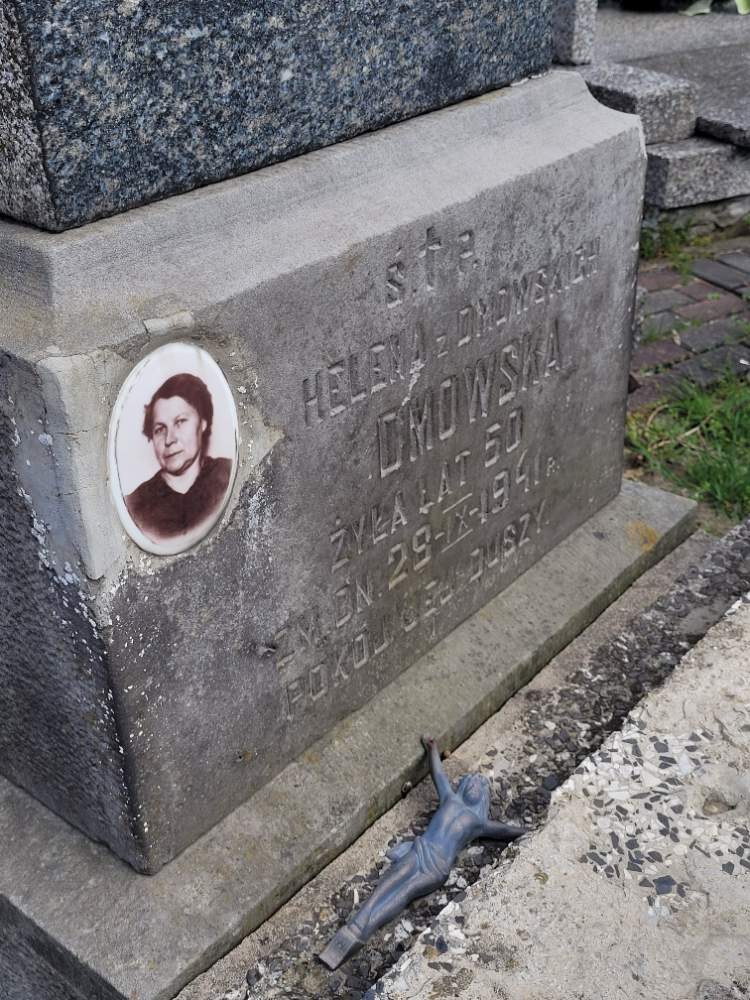 Ś.†P.
HELENA z DMOWSKICH
DMOWSKA
ŻYŁA LAT 60
ZM. DN. 29-IX-1941 R.
POKÓJ JEJ DUSZY.